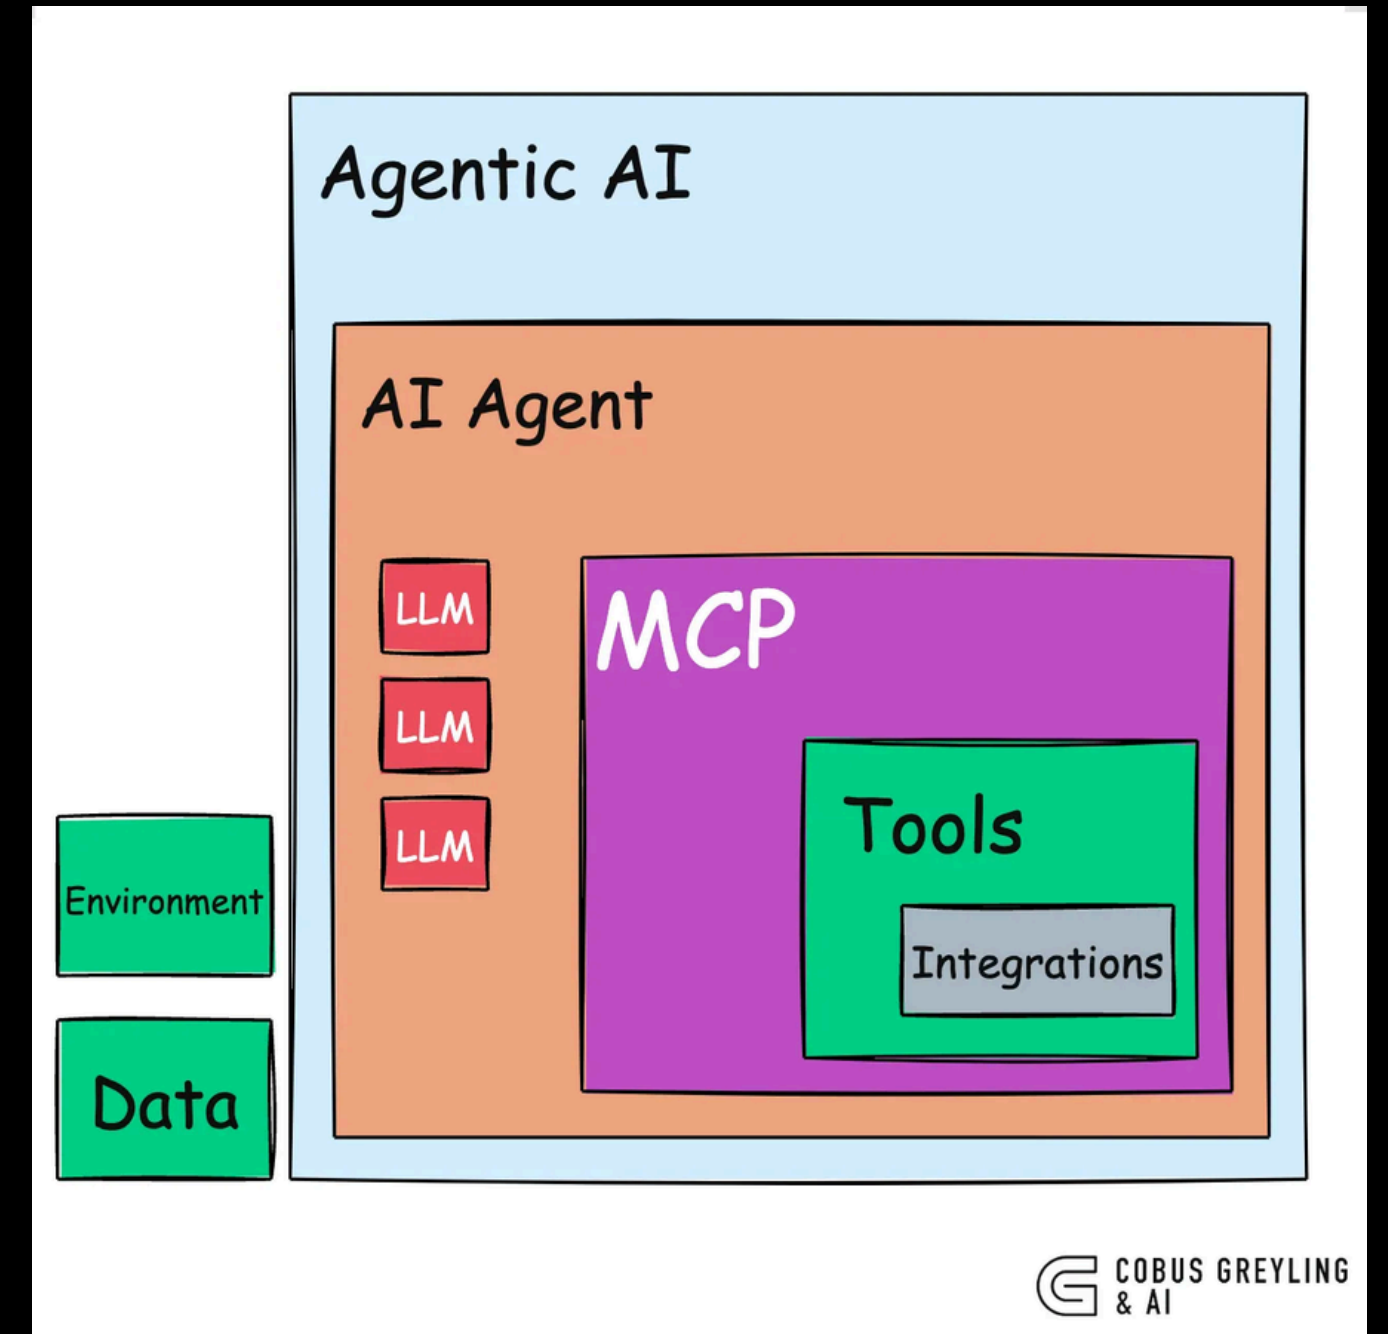 Agentic AI
AI Agent
LLM
LLM
LLM
MCP
Tools
Integrations
Environment
Data
COBUS GREYLING
& AI